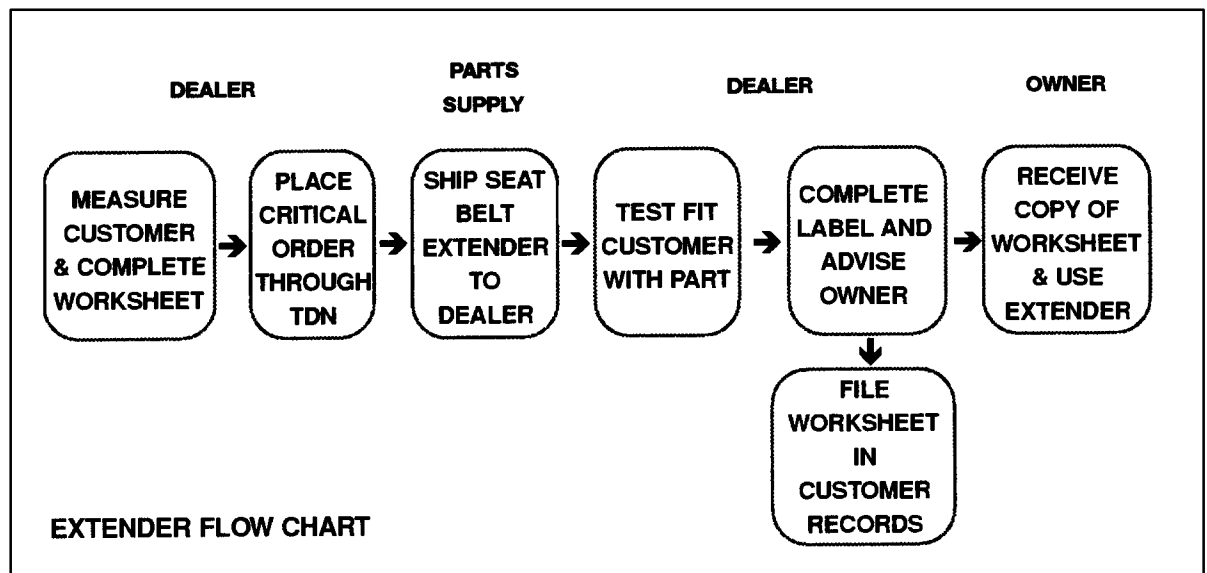 DEALER
PARTS
SUPPLY
DEALER
OWNER
MEASURE
CUSTOMER
& COMPLETE
WORKSHEET
PLACE
CRITICAL
ORDER
THROUGH
TDN
SHIP SEAT
BELT
EXTENDER
TO
DEALER
TEST FIT
CUSTOMER
WITH PART
COMPLETE
LABEL AND
ADVISE
OWNER
RECEIVE
COPY OF
WORKSHEET
& USE
EXTENDER
FILE
WORKSHEET
IN
CUSTOMER
RECORDS
EXTENDER FLOW CHART